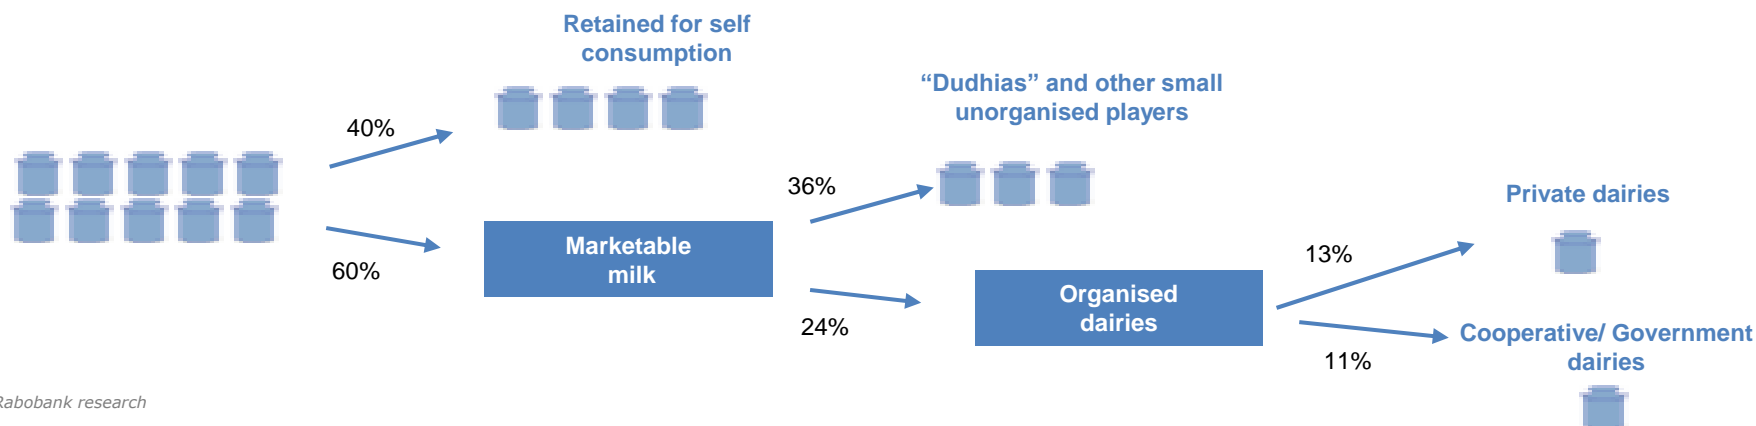 Retained for self
consumption
40%
60%
Marketable
milk
“Dudhias” and other small
unorganised players
36%
24%
Organised
dairies
Private dairies
13%
11%
Cooperative/ Government
dairies
Rabobank research